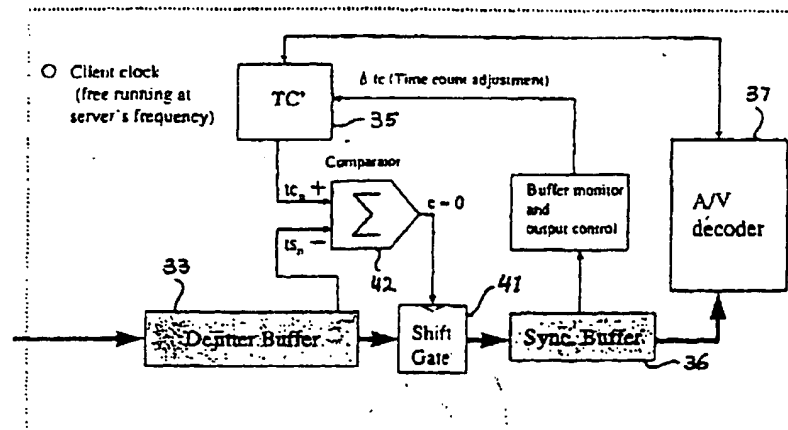 Client clock
(free running at
server's frequency)
TC'
35
Δ tc (Time count adjustment)
37
Comparator
tcn +
e = 0
tsn −
42
Buffer monitor
and
output control
A/V
decoder
33
41
Dejitter Buffer
Shift
Gate
Sync. Buffer
36